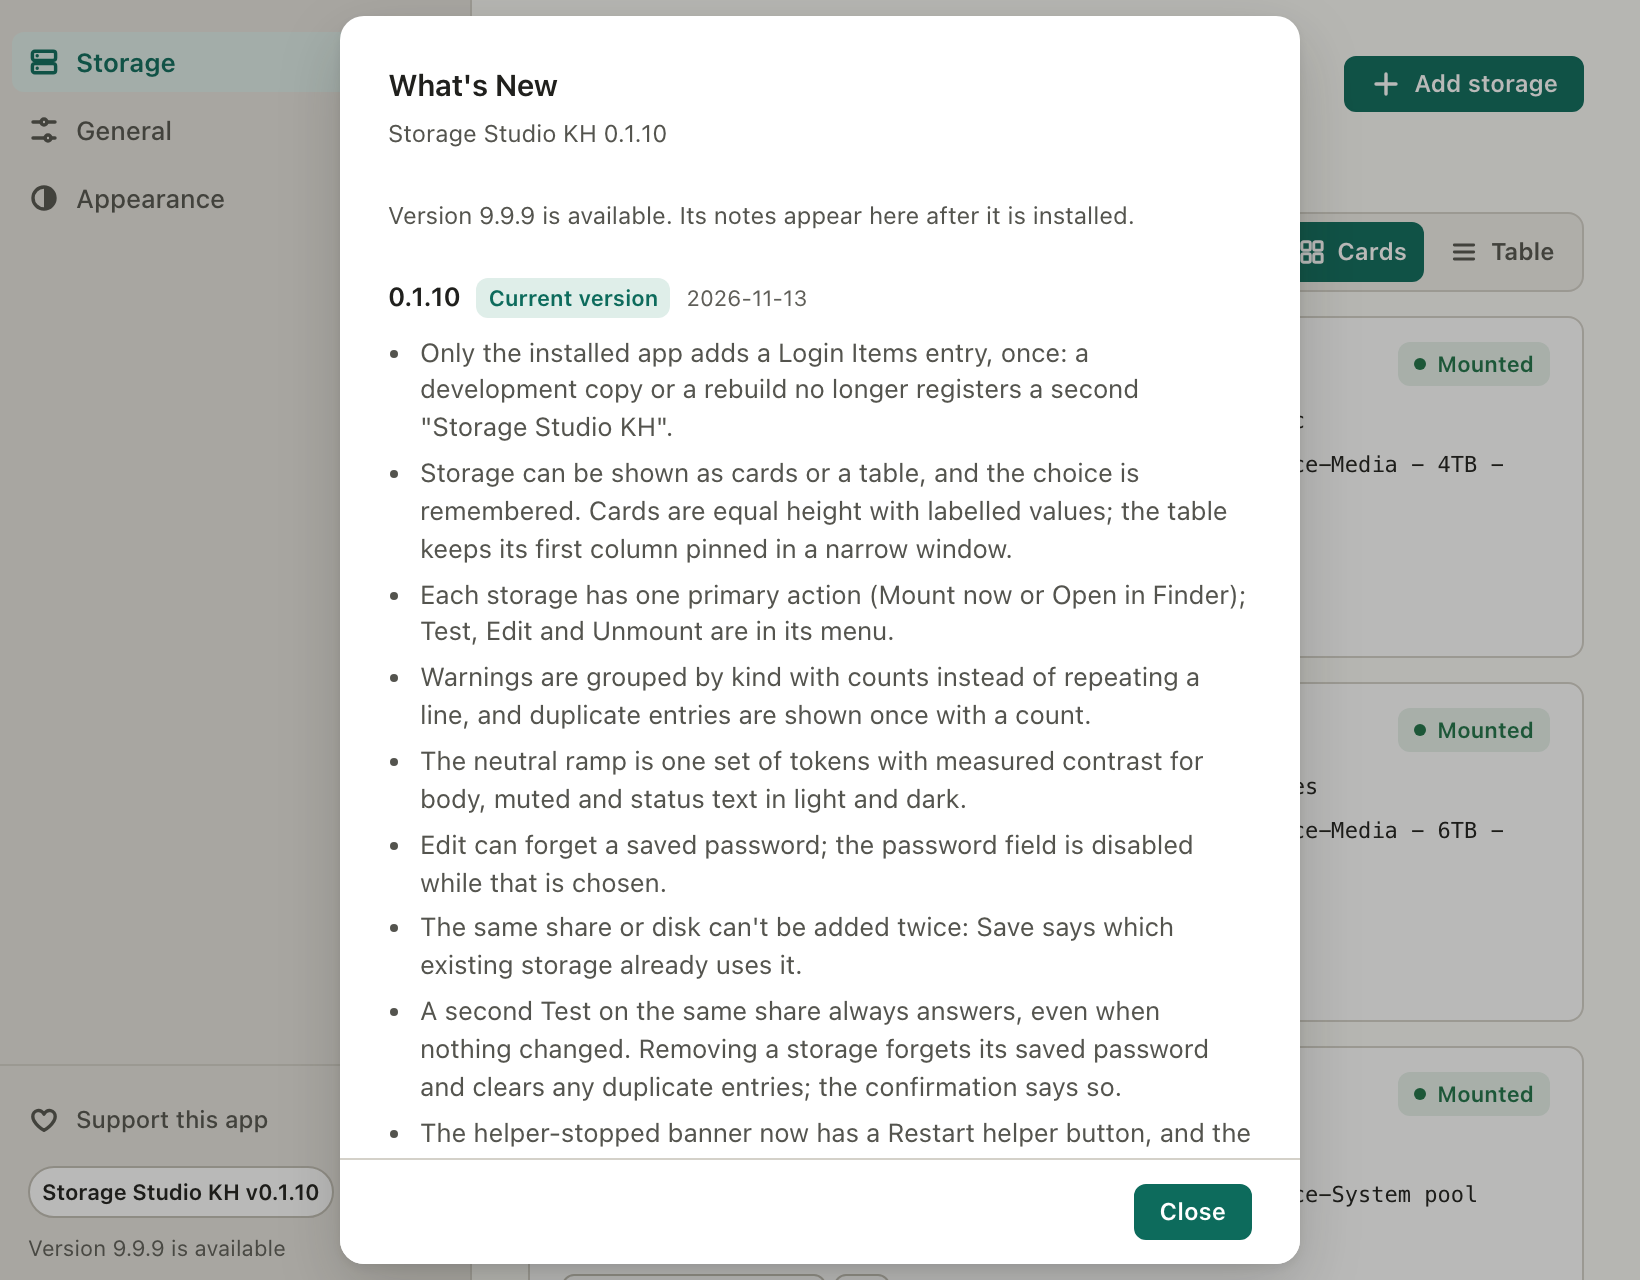 Storage
General
Appearance
Support this app
Storage Studio KH v0.1.10
Version 9.9.9 is available
What's New
Storage Studio KH 0.1.10
Version 9.9.9 is available. Its notes appear here after it is installed.
0.1.10 Current version 2026-11-13
• Only the installed app adds a Login Items entry, once: a
development copy or a rebuild no longer registers a second
"Storage Studio KH".
• Storage can be shown as cards or a table, and the choice is
remembered. Cards are equal height with labelled values; the table
keeps its first column pinned in a narrow window.
• Each storage has one primary action (Mount now or Open in Finder);
Test, Edit and Unmount are in its menu.
• Warnings are grouped by kind with counts instead of repeating a
line, and duplicate entries are shown once with a count.
• The neutral ramp is one set of tokens with measured contrast for
body, muted and status text in light and dark.
• Edit can forget a saved password; the password field is disabled
while that is chosen.
• The same share or disk can't be added twice: Save says which
existing storage already uses it.
• A second Test on the same share always answers, even when
nothing changed. Removing a storage forgets its saved password
and clears any duplicate entries; the confirmation says so.
• The helper-stopped banner now has a Restart helper button, and the
Close
Add storage
Cards
Table
Mounted
ce-Media - 4TB -
Mounted
es
ce-Media - 6TB -
Mounted
ce-System pool